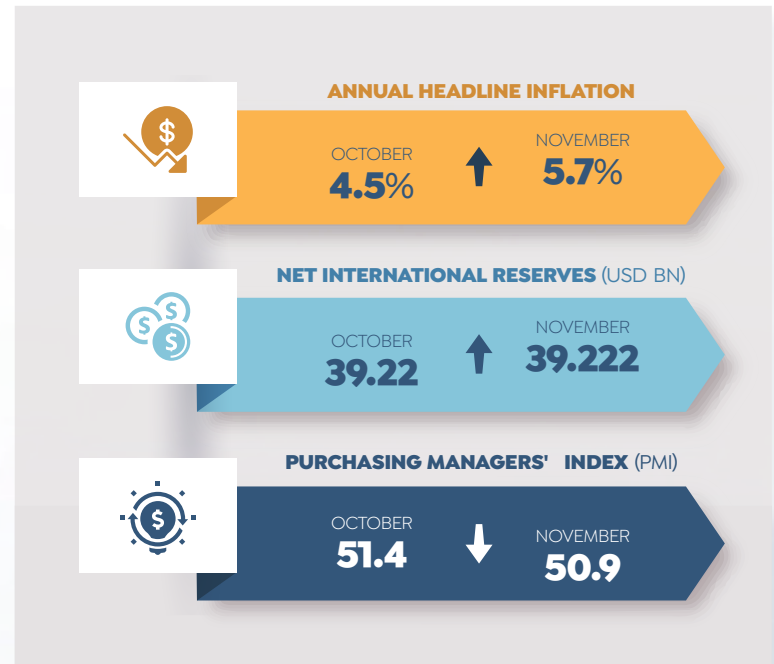 $
ANNUAL HEADLINE INFLATION
OCTOBER
4.5%
NOVEMBER
5.7%
$
$
$
NET INTERNATIONAL RESERVES (USD BN)
OCTOBER
39.22
NOVEMBER
39.222
$
PURCHASING MANAGERS' INDEX (PMI)
OCTOBER
51.4
NOVEMBER
50.9